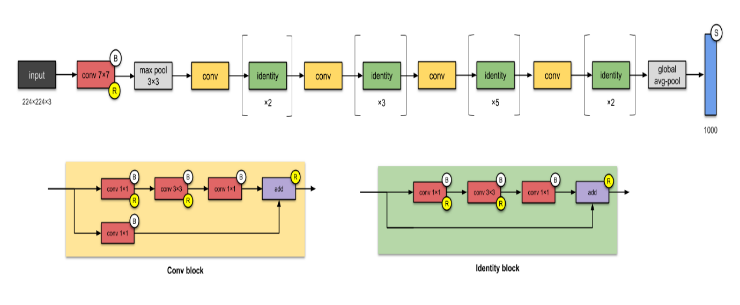 input
224×224×3
conv 7×7
B
R
max pool
3×3
conv
identity
×2
conv
identity
×3
conv
identity
×5
conv
identity
×2
global
avg-pool
S
1000
conv 1×1
B
R
conv 3×3
B
R
conv 1×1
B
add
R
conv 1×1
B
Conv block
conv 1×1
B
R
conv 3×3
B
R
conv 1×1
B
add
R
Identity block